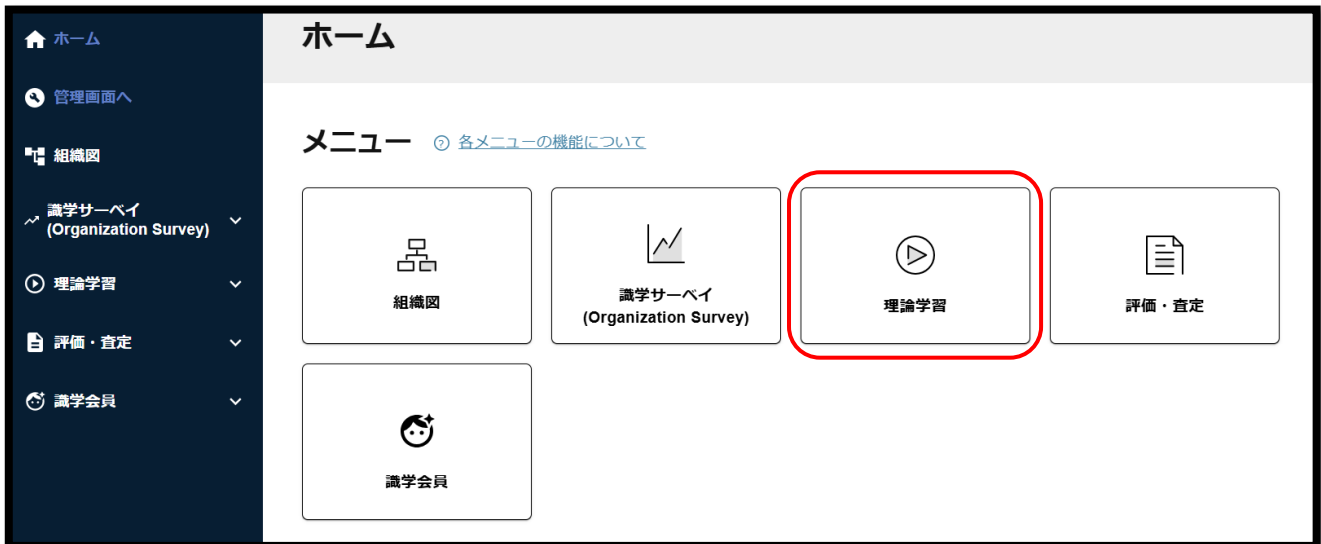 ホーム
管理画面へ
組織図
識学サーベイ
(Organization Survey)
理論学習
評価・査定
識学会員
ホーム
メニュー ? 各メニューの機能について
組織図
識学サーベイ
(Organization Survey)
理論学習
評価・査定
識学会員